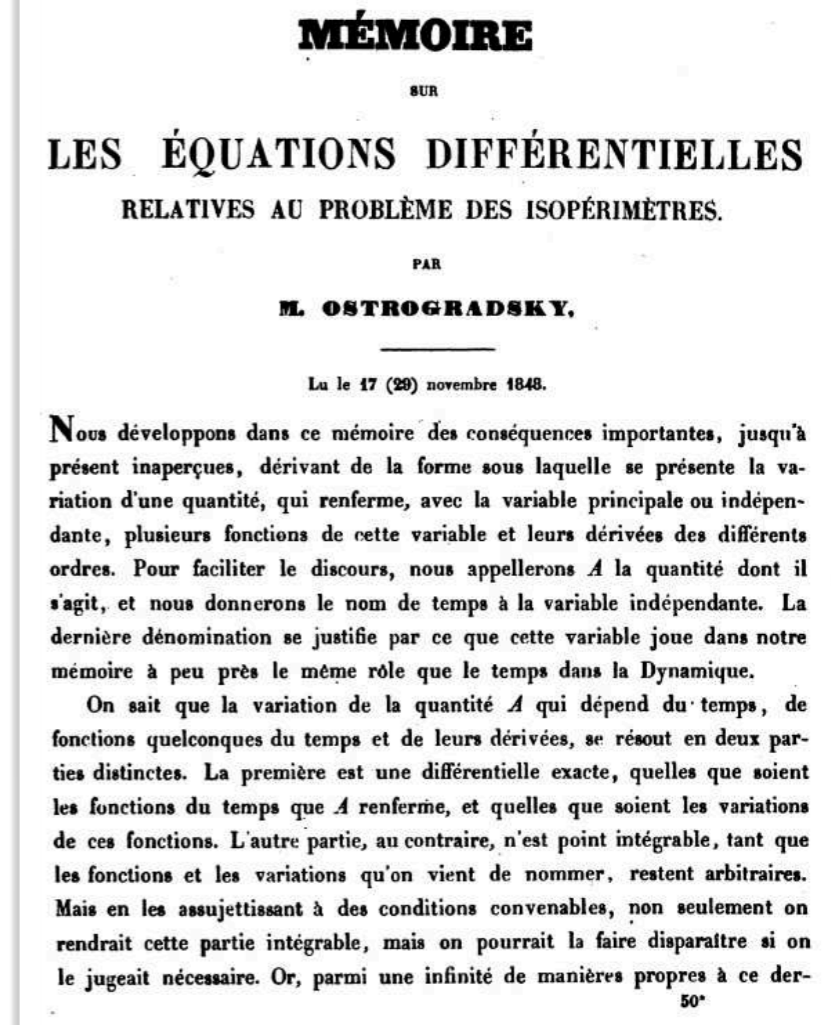 MÉMOIRE
SUR
LES ÉQUATIONS DIFFÉRENTIELLES
RELATIVES AU PROBLÈME DES ISOPÉRIMÈTRES.
PAR
M. OSTROGRADSKY.
Lu le 17 (29) novembre 1848.
Nous développons dans ce mémoire des conséquences importantes, jusqu'à
présent inaperçues, dérivant de la forme sous laquelle se présente la va-
riation d'une quantité, qui renferme, avec la variable principale ou indépen-
dante, plusieurs fonctions de cette variable et leurs dérivées des différents
ordres. Pour faciliter le discours, nous appellerons A la quantité dont il
s'agit, et nous donnerons le nom de temps à la variable indépendante. La
dernière dénomination se justifie par ce que cette variable joue dans notre
mémoire à peu près le même rôle que le temps dans la Dynamique.
On sait que la variation de la quantité A qui dépend du temps, de
fonctions quelconques du temps et de leurs dérivées, se résout en deux par-
ties distinctes. La première est une différentielle exacte, quelles que soient
les fonctions du temps que A renferme, et quelles que soient les variations
de ces fonctions. L'autre partie, au contraire, n'est point intégrable, tant que
les fonctions et les variations qu'on vient de nommer, restent arbitraires.
Mais en les assujettissant à des conditions convenables, non seulement on
rendrait cette partie intégrable, mais on pourrait la faire disparaître si on
le jugeait nécessaire. Or, parmi une infinité de manières propres à ce der-
50*